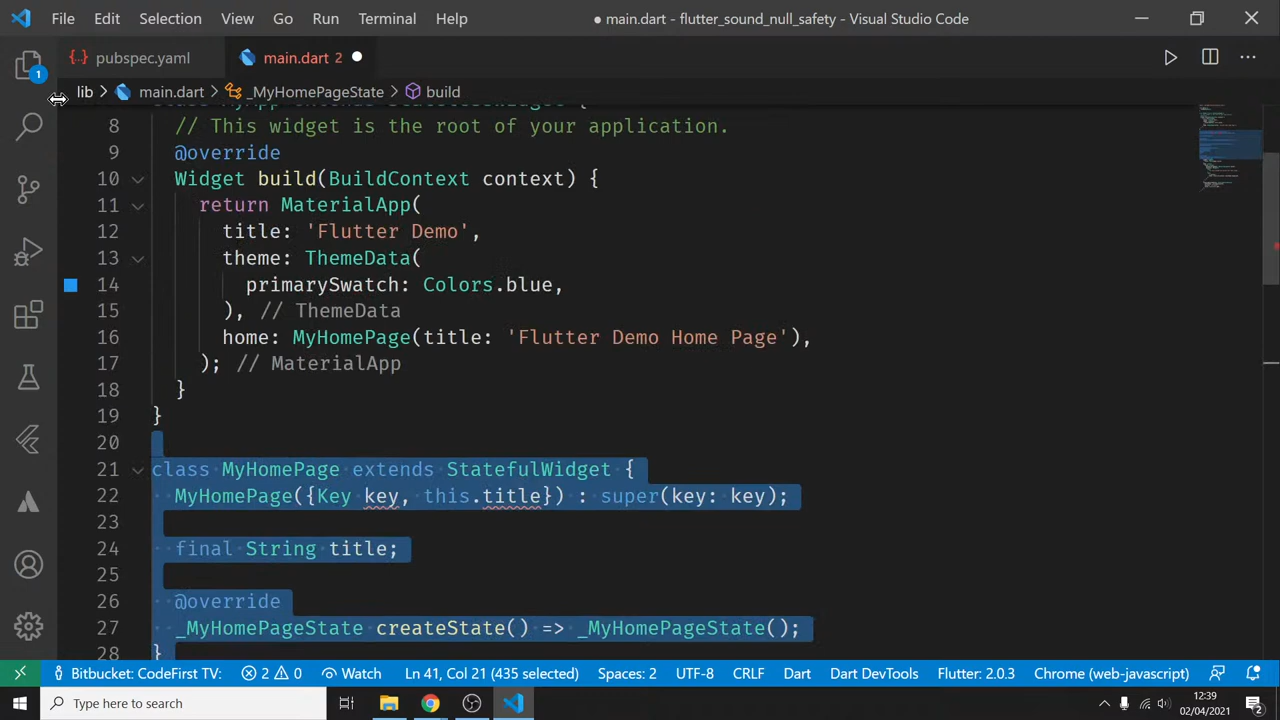 File Edit Selection View Go Run Terminal Help ● main.dart - flutter_sound_null_safety - Visual Studio Code
pubspec.yaml main.dart 2
1
lib > main.dart > _MyHomePageState > build
8 // This widget is the root of your application.
9 @override
10 Widget build(BuildContext context) {
11 return MaterialApp(
12 title: 'Flutter Demo',
13 theme: ThemeData(
14 primarySwatch: Colors.blue,
15 ), // ThemeData
16 home: MyHomePage(title: 'Flutter Demo Home Page'),
17 ); // MaterialApp
18 }
19 }
20
21 class MyHomePage extends StatefulWidget {
22 MyHomePage({Key key, this.title}) : super(key: key);
23
24 final String title;
25
26 @override
27 _MyHomePageState createState() => _MyHomePageState();
28 }
Bitbucket: CodeFirst TV: 2 0 Watch Ln 41, Col 21 (435 selected) Spaces: 2 UTF-8 CRLF Dart Dart DevTools Flutter: 2.0.3 Chrome (web-javascript)
Type here to search
12:39
02/04/2021
2